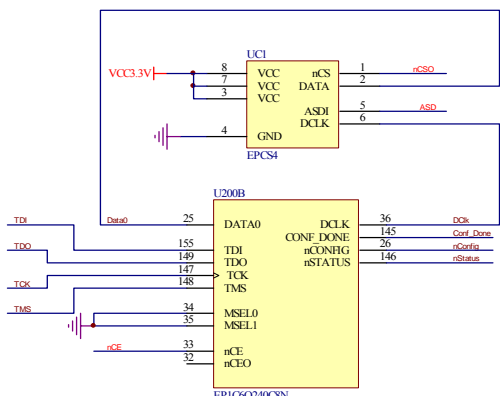 UC1
VCC3.3V 8 VCC nCS 1 nCSO
7 VCC DATA 2
3 VCC
ASDI 5 ASD
DCLK 6
4 GND
EPCS4
U200B
Data0 25 DATA0 DCLK 36 DClk
CONF_DONE 145 Conf_Done
TDI 155 TDI nCONFIG 26 nConfig
TDO 149 TDO nSTATUS 146 nStatus
TCK 147 TCK
TMS 148 TMS
34 MSEL0
35 MSEL1
nCE 33 nCE
32 nCEO
EP1C6Q240C8N